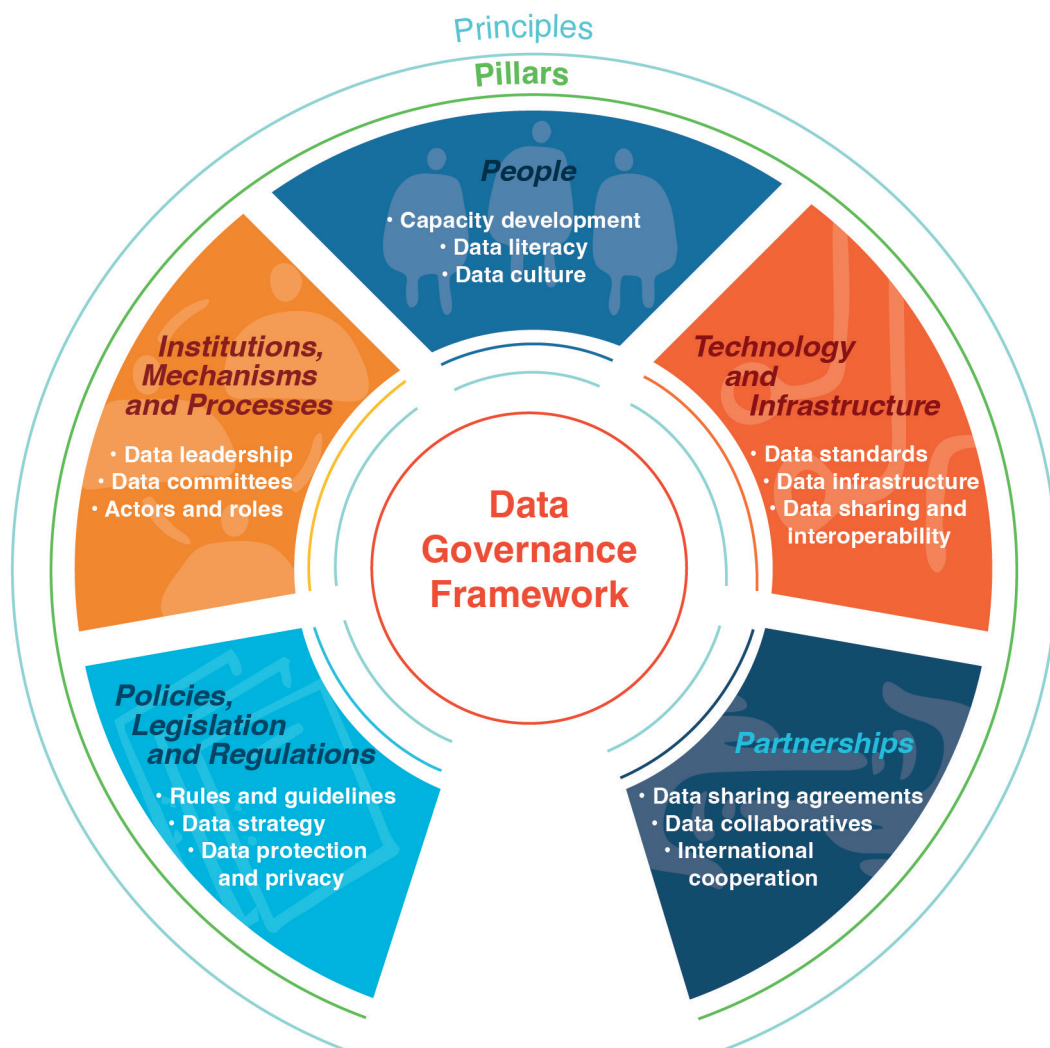 Principles
Pillars
People
• Capacity development
• Data literacy
• Data culture
Institutions,
Mechanisms
and Processes
• Data leadership
• Data committees
• Actors and roles
Technology
and
Infrastructure
• Data standards
• Data infrastructure
• Data sharing and
interoperability
Data
Governance
Framework
Policies,
Legislation
and Regulations
• Rules and guidelines
• Data strategy
• Data protection
and privacy
Partnerships
• Data sharing agreements
• Data collaboratives
• International
cooperation